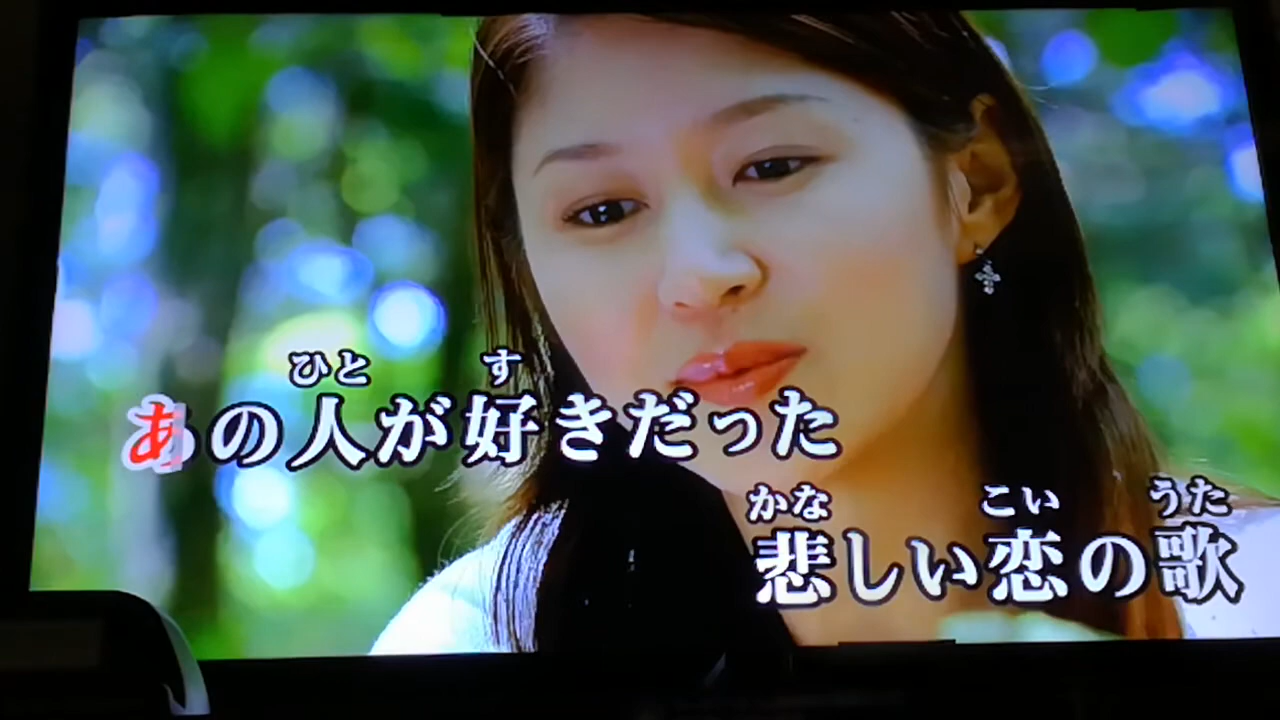 ひと す
あの人が好きだった
かな こい うた
悲しい恋の歌